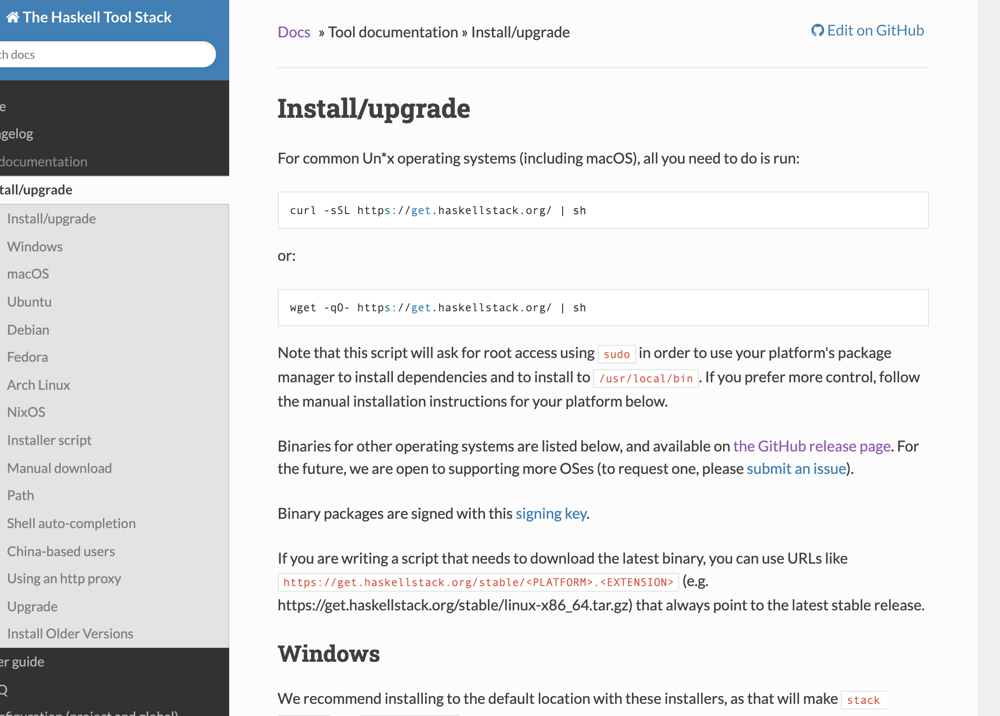 The Haskell Tool Stack
ch docs
e
gelog
documentation
tall/upgrade
Install/upgrade
Windows
macOS
Ubuntu
Debian
Fedora
Arch Linux
NixOS
Installer script
Manual download
Path
Shell auto-completion
China-based users
Using an http proxy
Upgrade
Install Older Versions
er guide
Q
nfiguration (project and global)
Docs » Tool documentation » Install/upgrade
Edit on GitHub
Install/upgrade
For common Un*x operating systems (including macOS), all you need to do is run:
curl -sSL https://get.haskellstack.org/ | sh
or:
wget -qO- https://get.haskellstack.org/ | sh
Note that this script will ask for root access using sudo in order to use your platform's package
manager to install dependencies and to install to /usr/local/bin. If you prefer more control, follow
the manual installation instructions for your platform below.
Binaries for other operating systems are listed below, and available on the GitHub release page. For
the future, we are open to supporting more OSes (to request one, please submit an issue).
Binary packages are signed with this signing key.
If you are writing a script that needs to download the latest binary, you can use URLs like
https://get.haskellstack.org/stable/<PLATFORM>.<EXTENSION> (e.g.
https://get.haskellstack.org/stable/linux-x86_64.tar.gz) that always point to the latest stable release.
Windows
We recommend installing to the default location with these installers, as that will make stack